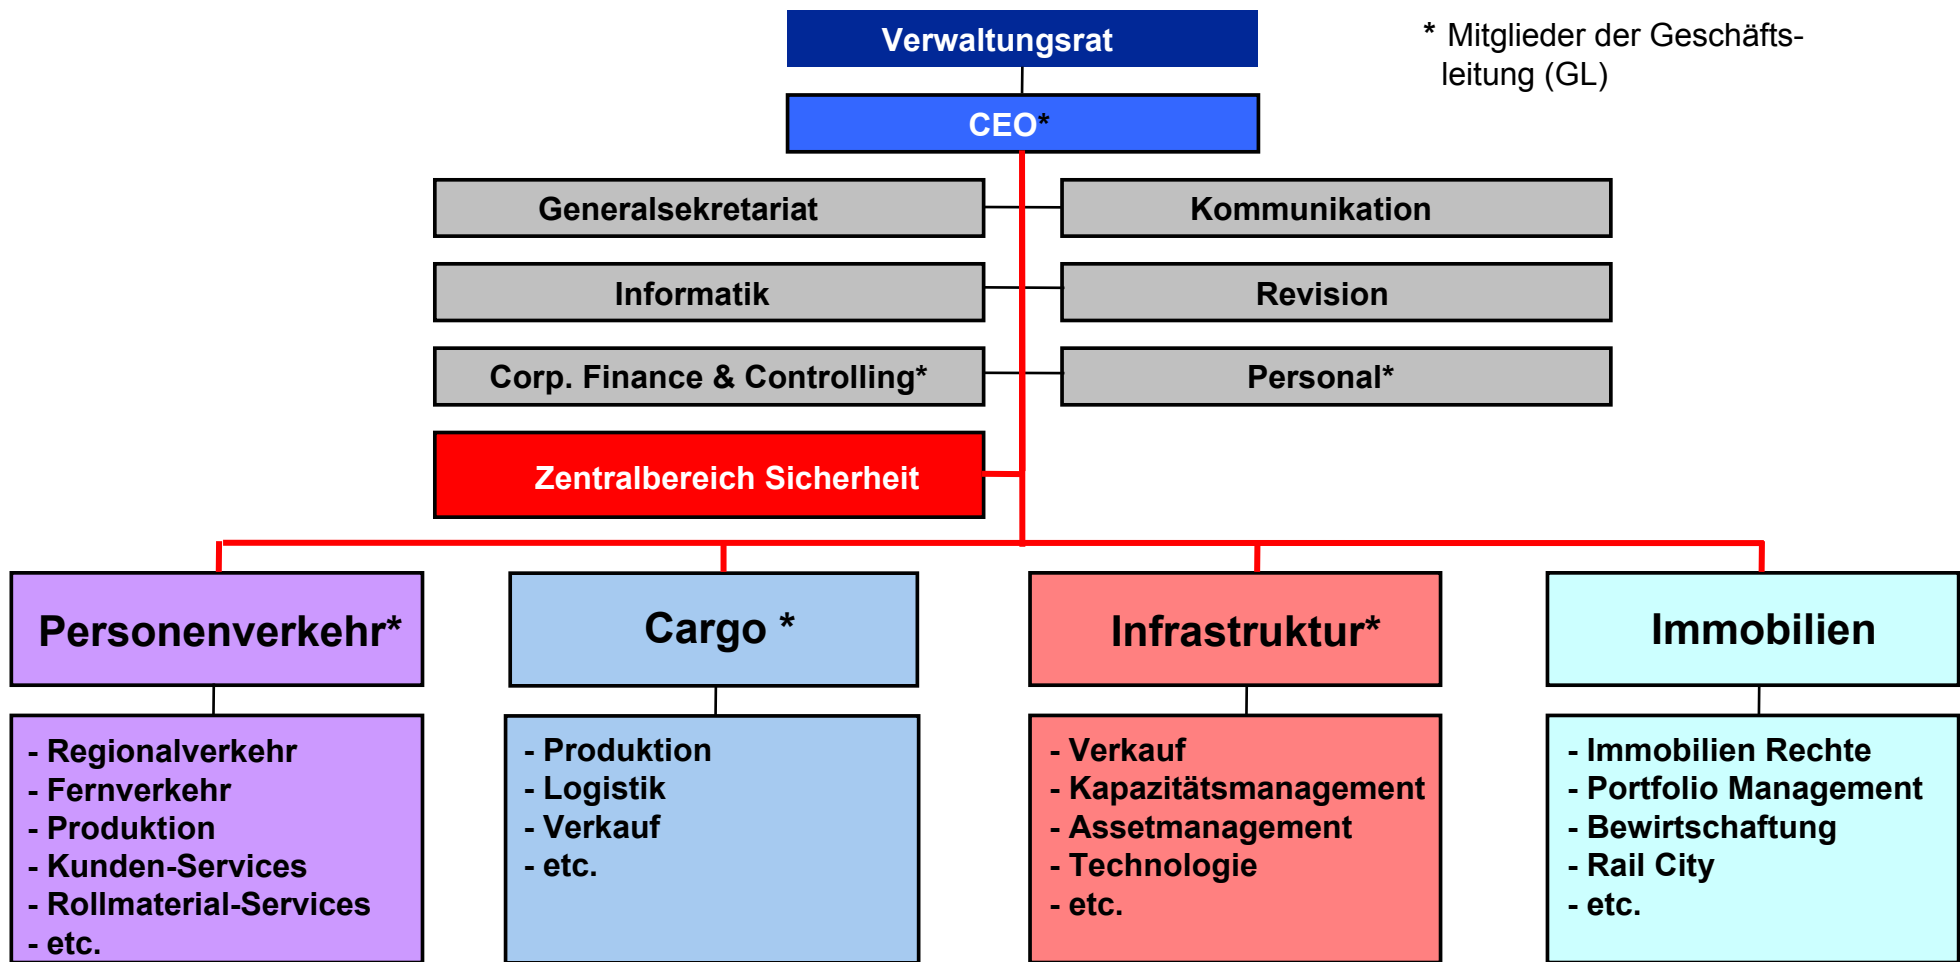 Verwaltungsrat
* Mitglieder der Geschäfts-
leitung (GL)
CEO*
Generalsekretariat
Kommunikation
Informatik
Revision
Corp. Finance & Controlling*
Personal*
Zentralbereich Sicherheit
Personenverkehr*
Cargo *
Infrastruktur*
Immobilien
- Regionalverkehr
- Fernverkehr
- Produktion
- Kunden-Services
- Rollmaterial-Services
- etc.
- Produktion
- Logistik
- Verkauf
- etc.
- Verkauf
- Kapazitätsmanagement
- Assetmanagement
- Technologie
- etc.
- Immobilien Rechte
- Portfolio Management
- Bewirtschaftung
- Rail City
- etc.